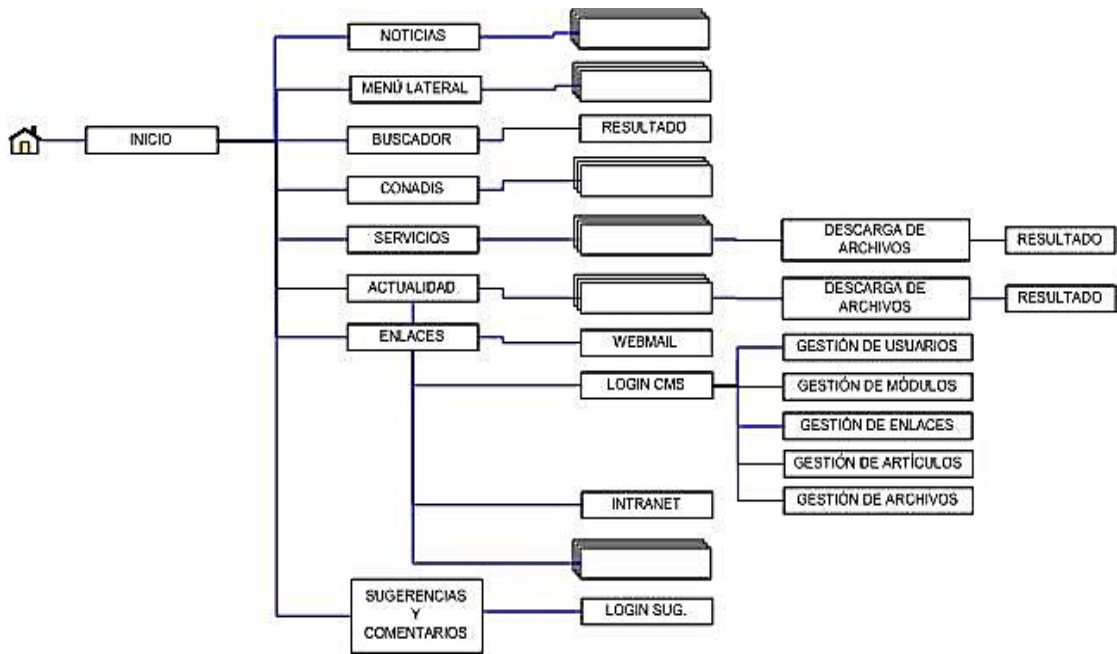 NOTICIAS
MENÚ LATERAL
INICIO
BUSCADOR
RESULTADO
CONADIS
SERVICIOS
DESCARGA DE
ARCHIVOS
RESULTADO
ACTUALIDAD
DESCARGA DE
ARCHIVOS
RESULTADO
ENLACES
WEBMAIL
GESTIÓN DE USUARIOS
LOGIN CMS
GESTIÓN DE MÓDULOS
GESTIÓN DE ENLACES
GESTIÓN DE ARTÍCULOS
GESTIÓN DE ARCHIVOS
INTRANET
SUGERENCIAS
Y
COMENTARIOS
LOGIN SUG.